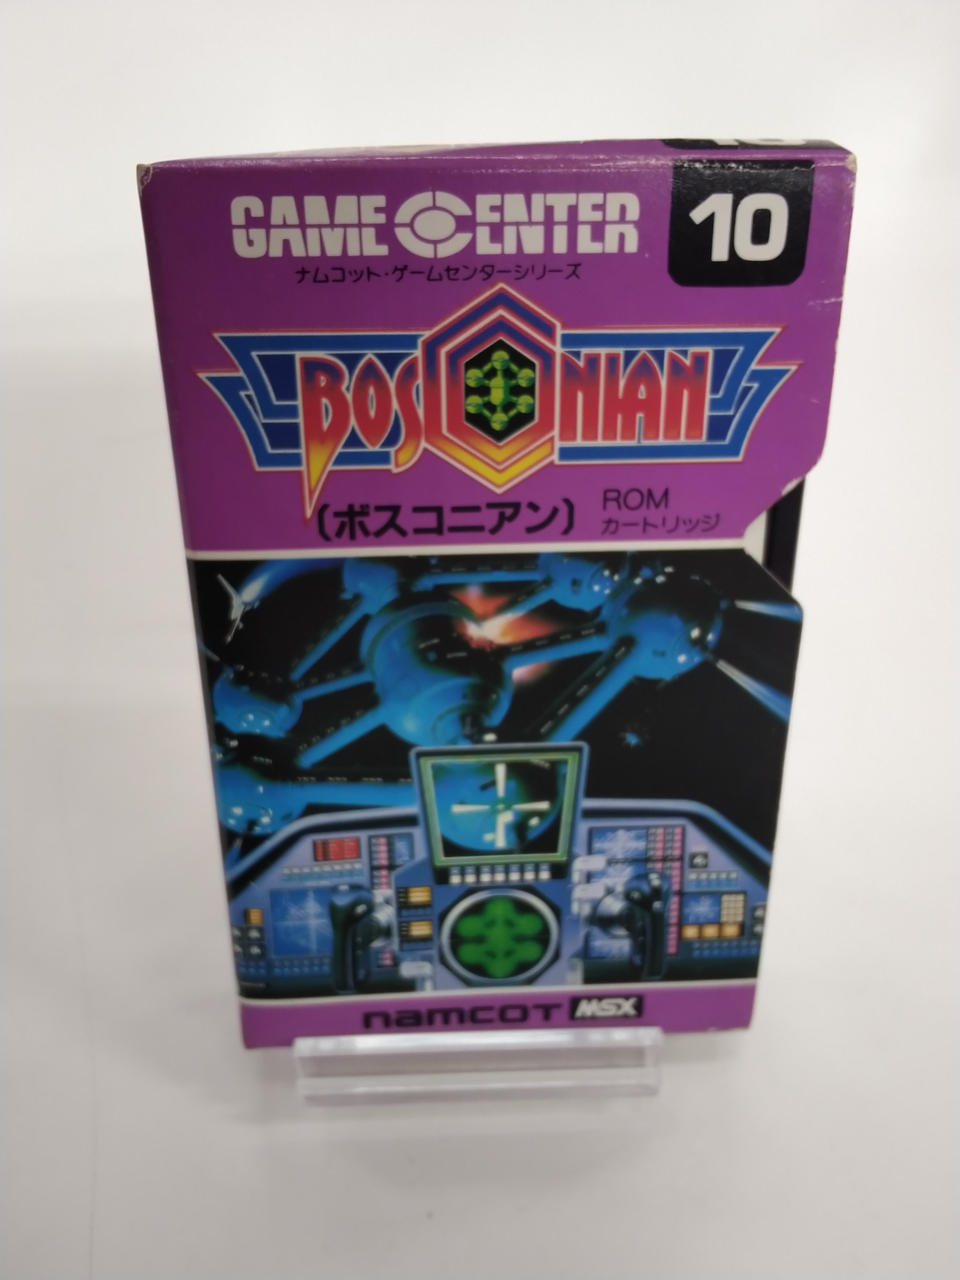 GAME CENTER
10
ナムコット・ゲームセンターシリーズ
BOSCONIAN
〔ボスコニアン〕
ROM
カートリッジ
namcot MSX